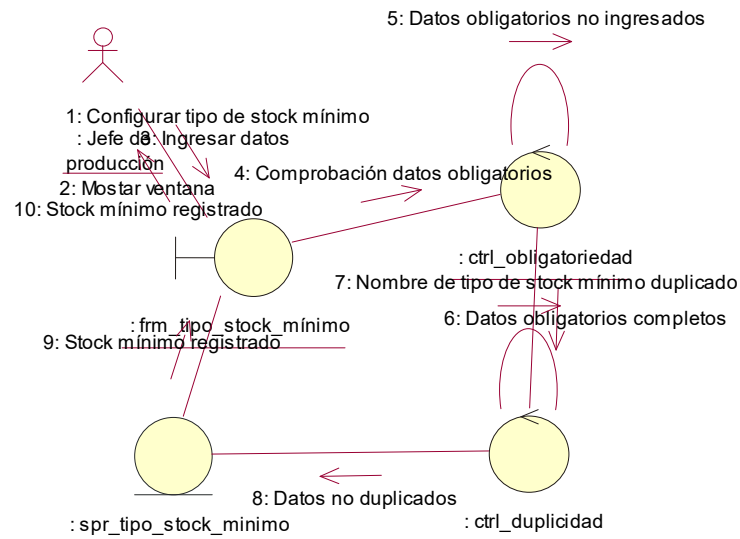 5: Datos obligatorios no ingresados
1: Configurar tipo de stock mínimo
: Jefe de
producción
3: Ingresar datos
2: Mostar ventana
10: Stock mínimo registrado
4: Comprobación datos obligatorios
: ctrl_obligatoriedad
7: Nombre de tipo de stock mínimo duplicado
6: Datos obligatorios completos
: frm_tipo_stock_mínimo
9: Stock mínimo registrado
8: Datos no duplicados
: spr_tipo_stock_minimo
: ctrl_duplicidad